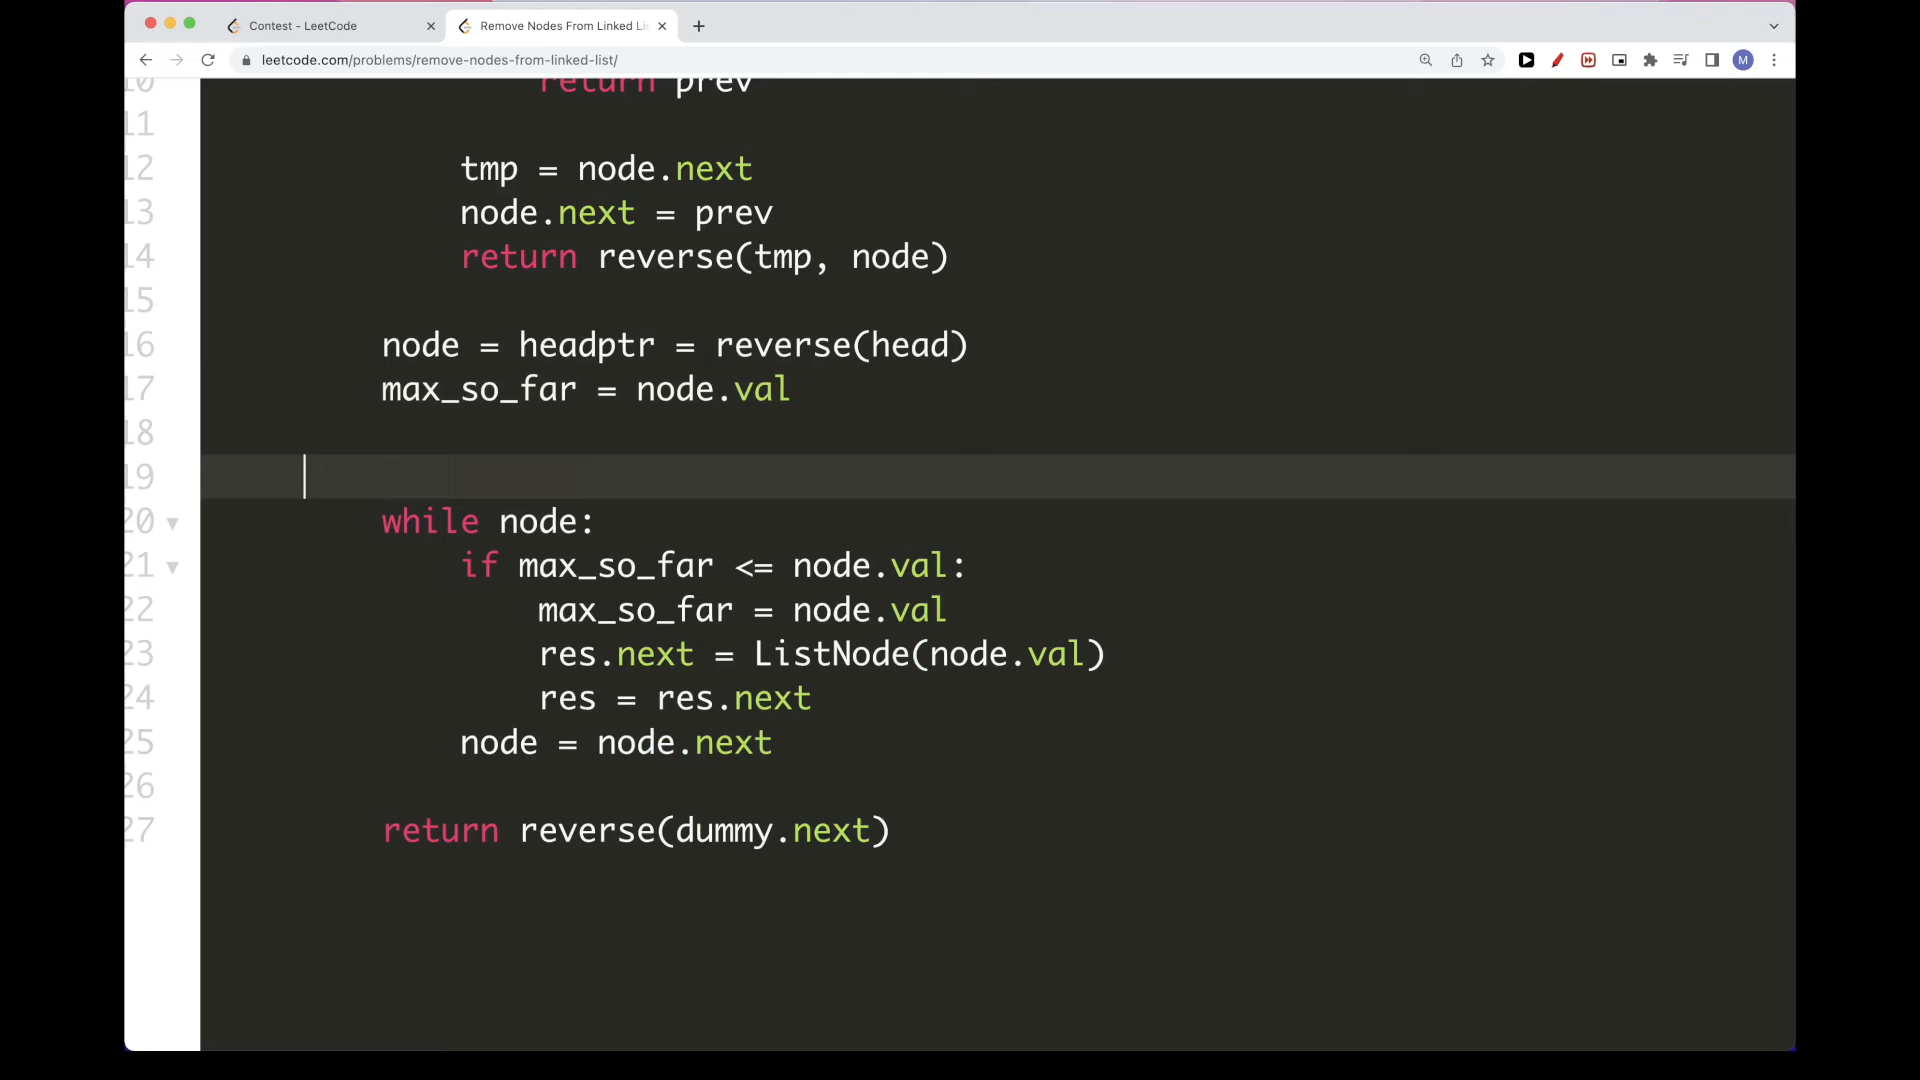 Contest - LeetCode
Remove Nodes From Linked Li
leetcode.com/problems/remove-nodes-from-linked-list/
M
10 return prev
11
12 tmp = node.next
13 node.next = prev
14 return reverse(tmp, node)
15
16 node = headptr = reverse(head)
17 max_so_far = node.val
18
19
20 while node:
21 if max_so_far <= node.val:
22 max_so_far = node.val
23 res.next = ListNode(node.val)
24 res = res.next
25 node = node.next
26
27 return reverse(dummy.next)